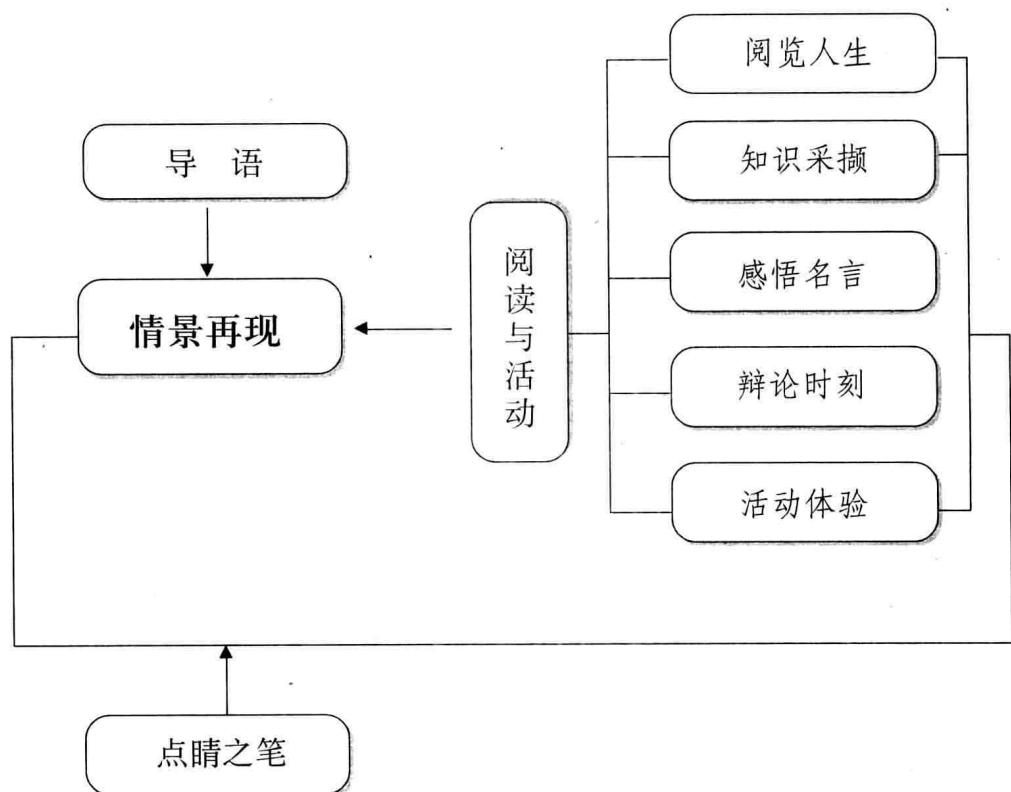 导 语
情景再现
阅读与活动
阅览人生
知识采撷
感悟名言
辩论时刻
活动体验
点睛之笔